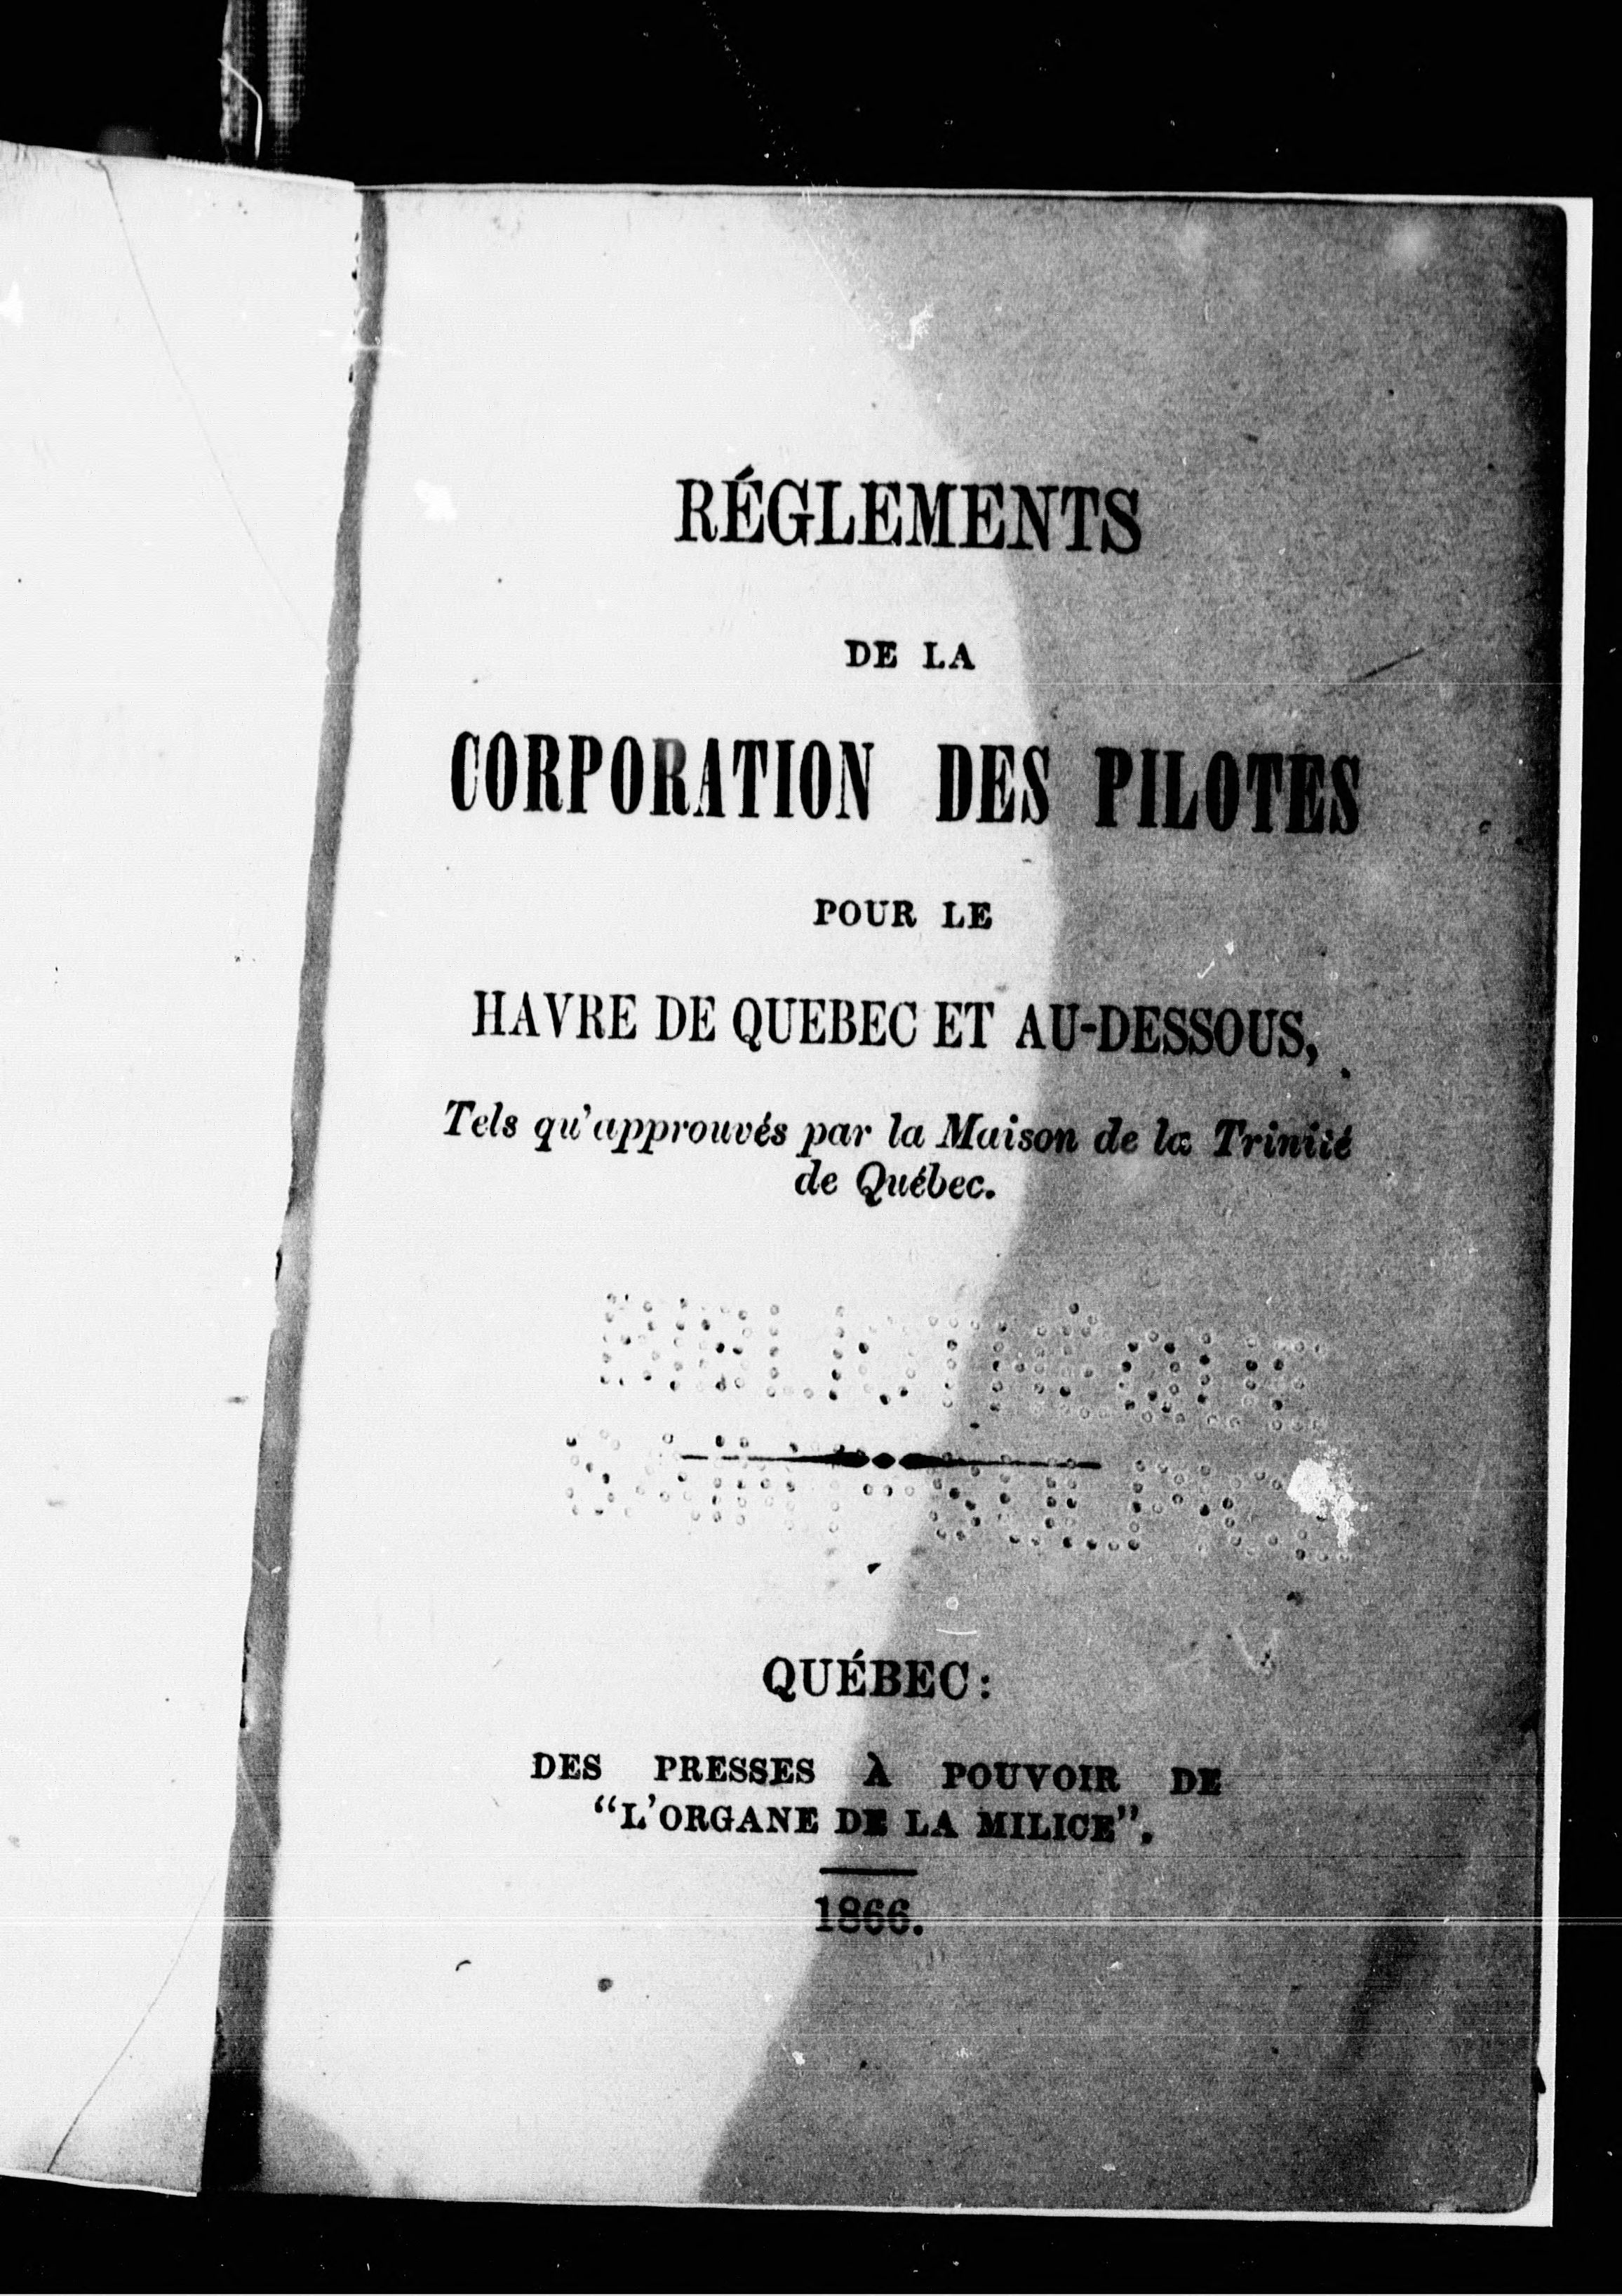 RÉGLEMENTS
DE LA
CORPORATION DES PILOTES
POUR LE
HAVRE DE QUEBEC ET AU-DESSOUS,
Tels qu'approuvés par la Maison de la Trinité
de Québec.
QUÉBEC:
DES PRESSES À POUVOIR DE
"L'ORGANE DE LA MILICE".
1866.